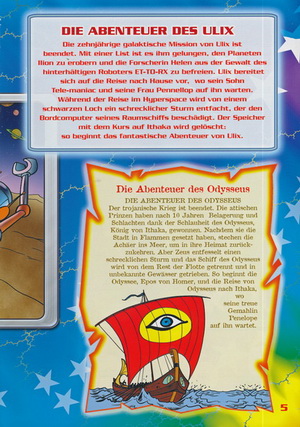 DIE ABENTEUER DES ULIX
Die zehnjährige galaktische Mission von Ulix ist
beendet. Mit einer List ist es ihm gelungen, den Planeten
Ilion zu erobern und die Forscherin Helen aus der Gewalt des
hinterhältigen Roboters ET-TO-RX zu befreien. Ulix bereitet
sich auf die Reise nach Hause vor, wo sein Sohn
Tele-maniac und seine Frau Pennellop auf ihn warten.
Während der Reise im Hyperspace wird von einem
schwarzen Loch ein schrecklicher Sturm entfacht, der den
Bordcomputer seines Raumschiffs beschädigt. Der Speicher
mit dem Kurs auf Ithaka wird gelöscht:
so beginnt das fantastische Abenteuer von Ulix.
Die Abenteuer des Odysseus
DIE ABENTEUER DES ODYSSEUS
Der trojanische Krieg ist beendet. Die attischen
Prinzen haben nach 10 Jahren Belagerung und
Schlachten dank der Schlauheit des Odysseus,
König von Ithaka, gewonnen. Nachdem sie die
Stadt in Flammen gesetzt haben, stechen die
Achäer ins Meer, um in ihre Heimat zurück-
zukehren. Aber Zeus entfesselt einen
schrecklichen Sturm und das Schiff des Odysseus
wird von dem Rest der Flotte getrennt und in
unbekannte Gewässer getrieben. So beginnt die
Odyssee, Epos von Homer, und die Reise von
Odysseus nach Ithaka,
wo
seine treue
Gemahlin
Penelope
auf ihn wartet.
5